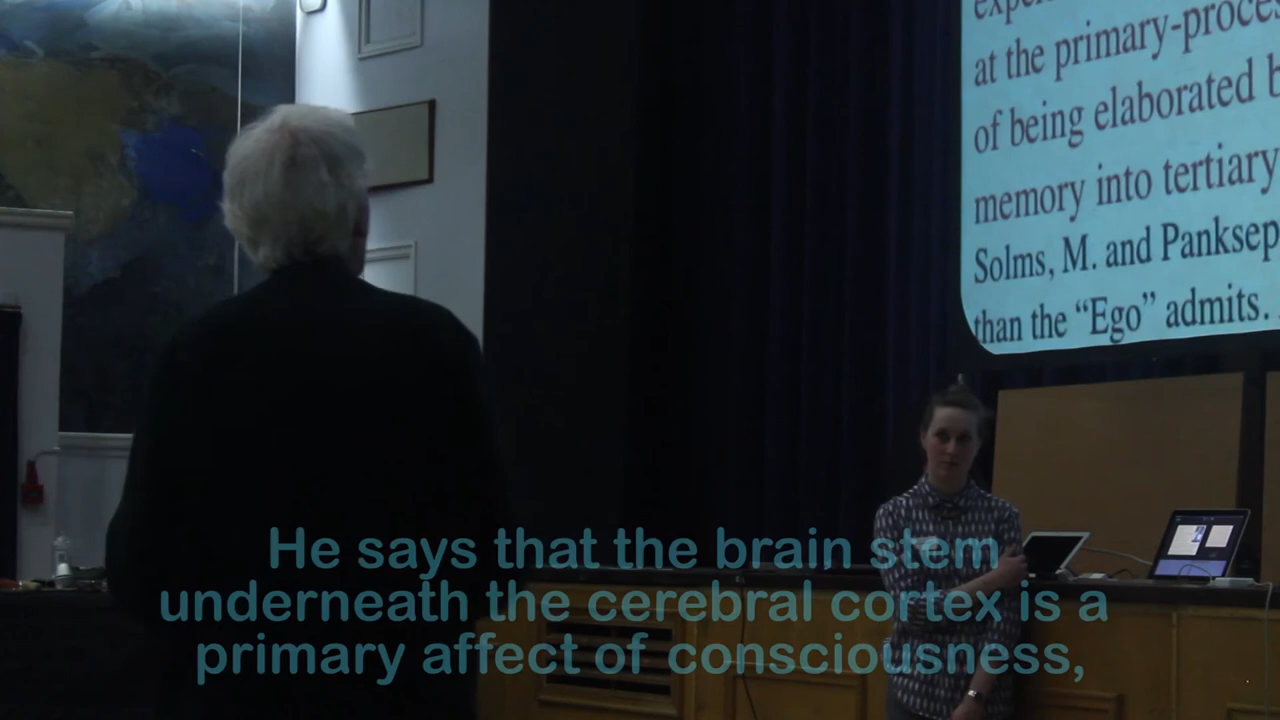 at the primary-proces
of being elaborated b
memory into tertiary
Solms, M. and Panksep
than the “Ego” admits.
He says that the brain stem
underneath the cerebral cortex is a
primary affect of consciousness,